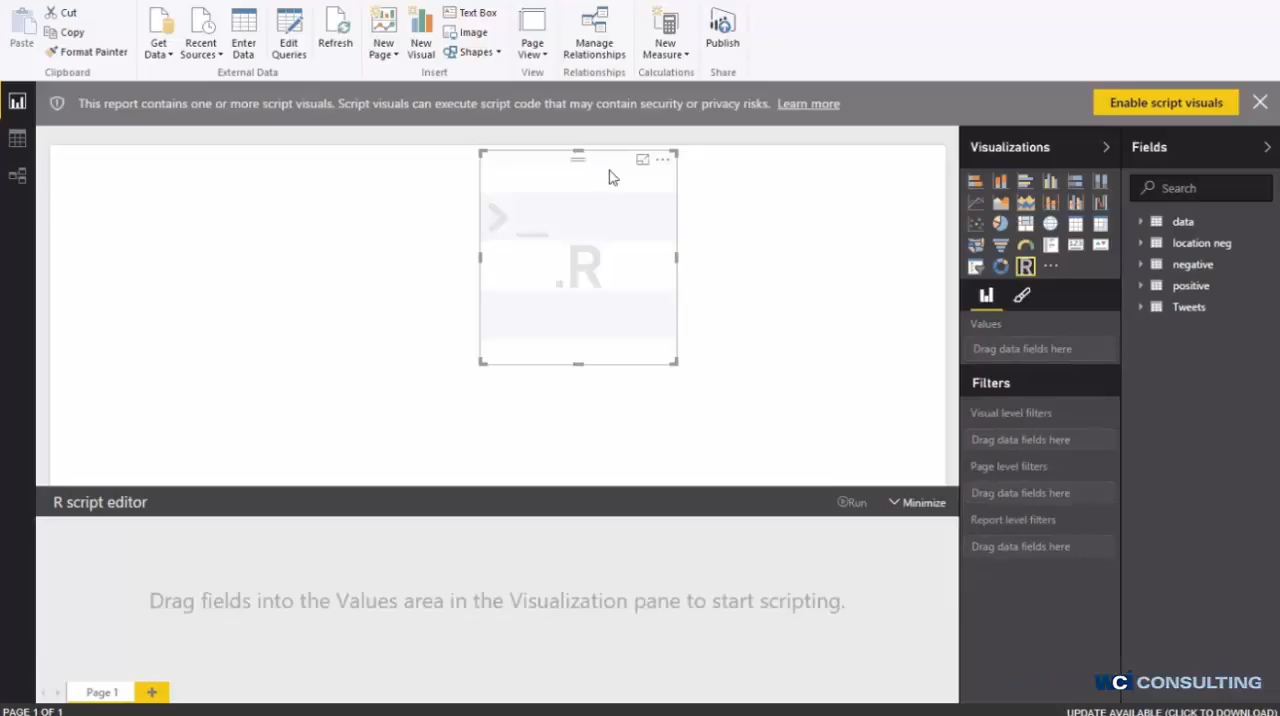 Cut
Copy
Format Painter
Paste
Clipboard
Get Data
Recent Sources
Enter Data
Edit Queries
External Data
Refresh
New Page
New Visual
Text Box
Image
Shapes
Insert
Page View
View
Manage Relationships
Relationships
New Measure
Calculations
Publish
Share
This report contains one or more script visuals. Script visuals can execute script code that may contain security or privacy risks. Learn more
Enable script visuals
>_
.R
Visualizations
R
Values
Drag data fields here
Filters
Visual level filters
Drag data fields here
Page level filters
Drag data fields here
Report level filters
Drag data fields here
Fields
Search
data
location neg
negative
positive
Tweets
R script editor
Run
Minimize
Drag fields into the Values area in the Visualization pane to start scripting.
Page 1
+
WCI CONSULTING
PAGE 1 OF 1
UPDATE AVAILABLE (CLICK TO DOWNLOAD)